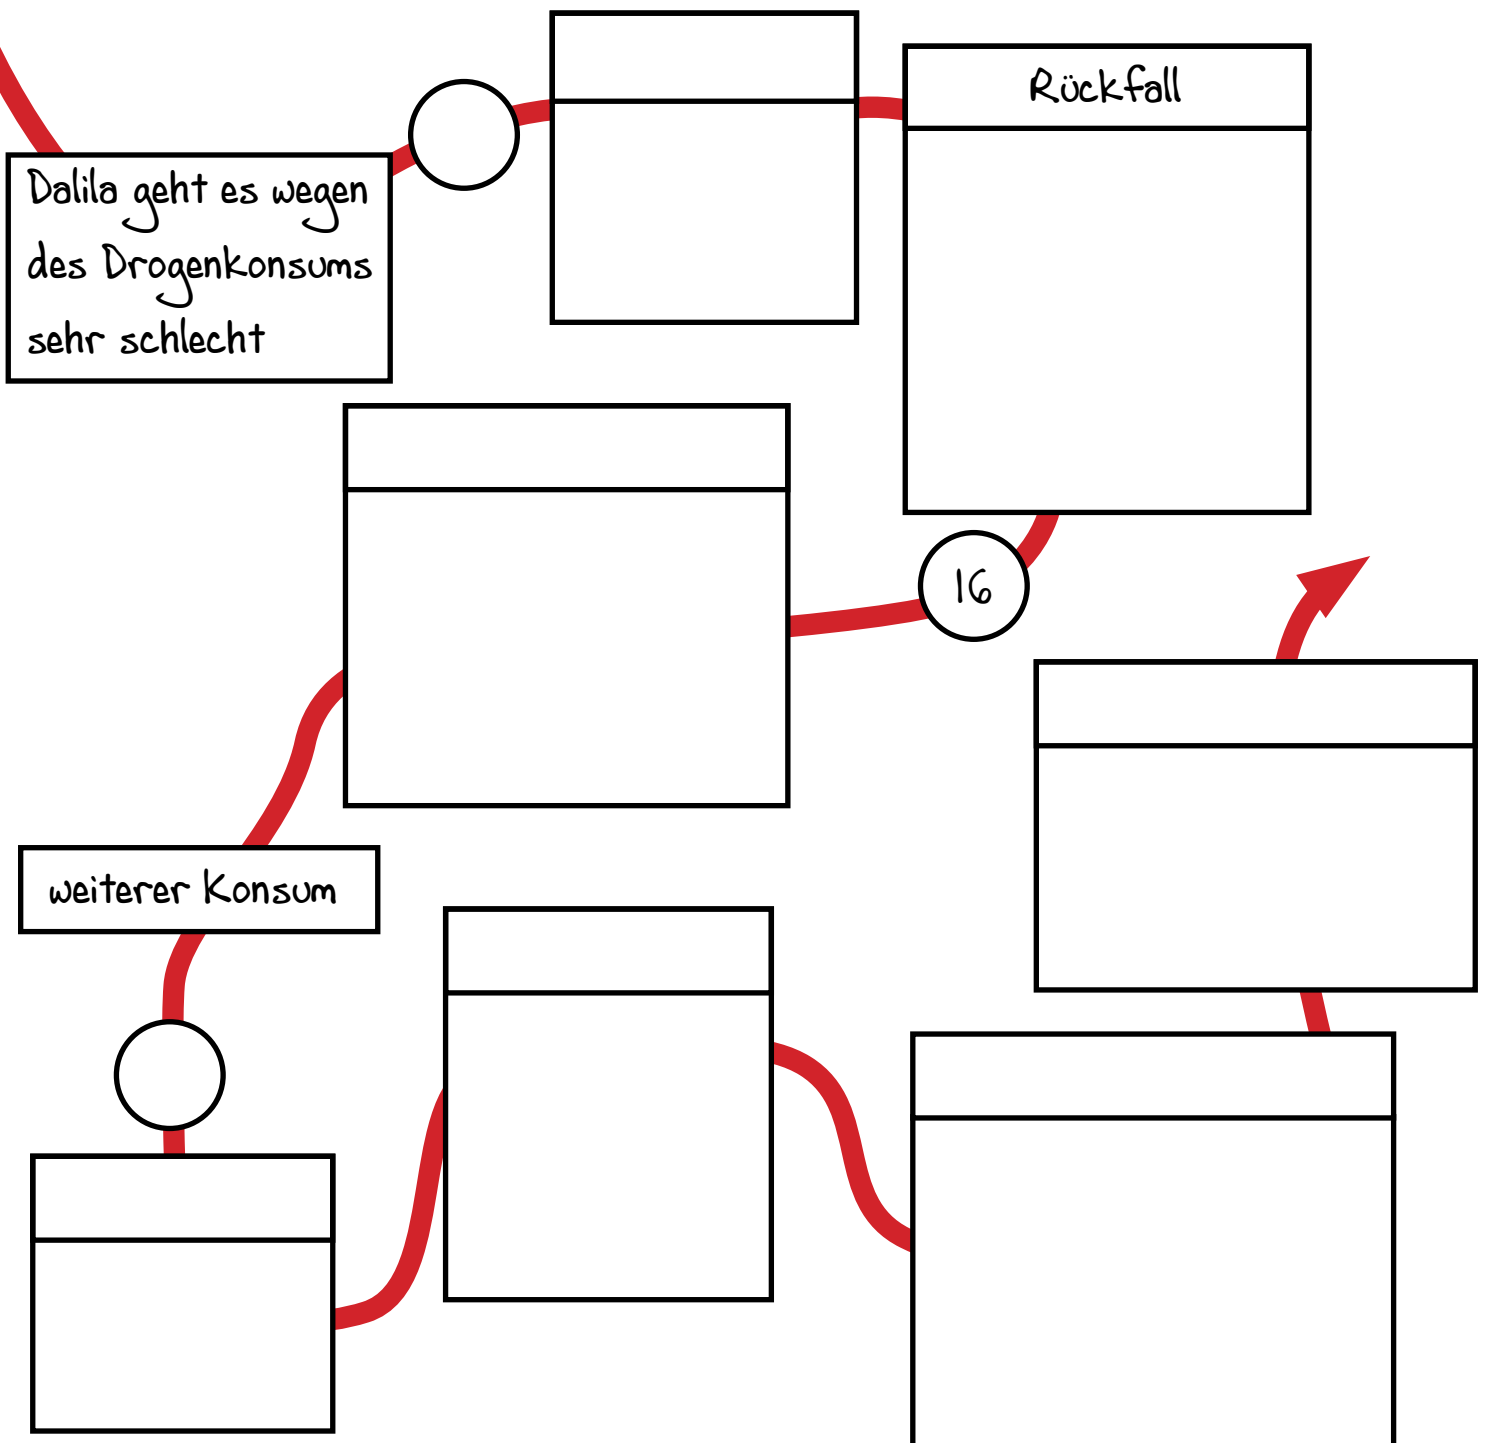 Dalila geht es wegen
des Drogenkonsums
sehr schlecht
Rückfall
16
weiterer Konsum